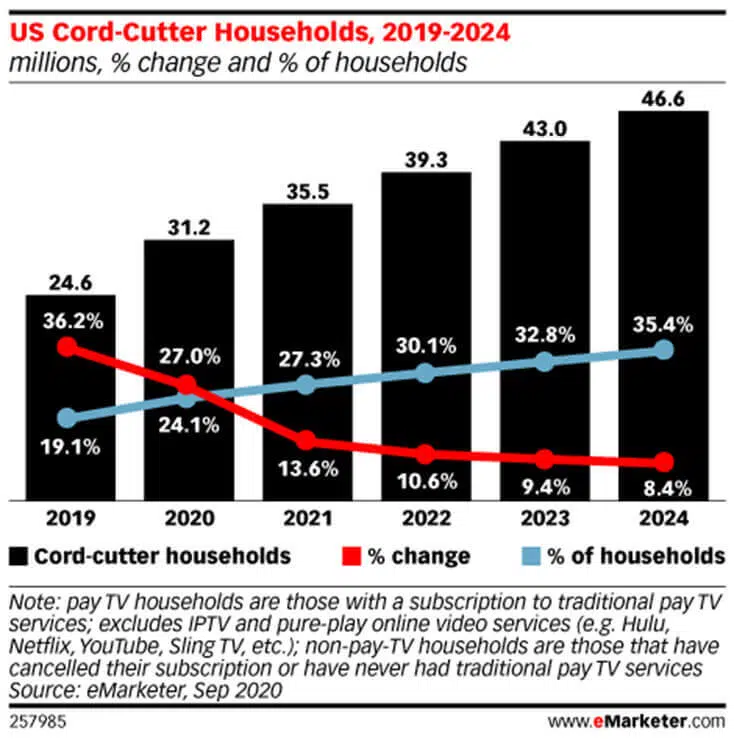 US Cord-Cutter Households, 2019-2024
millions, % change and % of households
24.6
31.2
35.5
39.3
43.0
46.6
36.2%
27.0%
13.6%
10.6%
9.4%
8.4%
19.1%
24.1%
27.3%
30.1%
32.8%
35.4%
2019 2020 2021 2022 2023 2024
Cord-cutter households % change % of households
Note: pay TV households are those with a subscription to traditional pay TV
services; excludes IPTV and pure-play online video services (e.g. Hulu,
Netflix, YouTube, Sling TV, etc.); non-pay-TV households are those that have
cancelled their subscription or have never had traditional pay TV services
Source: eMarketer, Sep 2020
257985 www.eMarketer.com